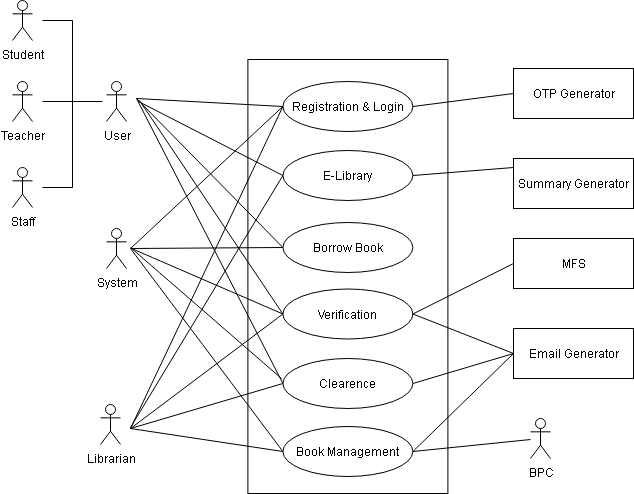 Student
Teacher
Staff
User
System
Librarian
Registration & Login
E-Library
Borrow Book
Verification
Clearence
Book Management
OTP Generator
Summary Generator
MFS
Email Generator
BPC